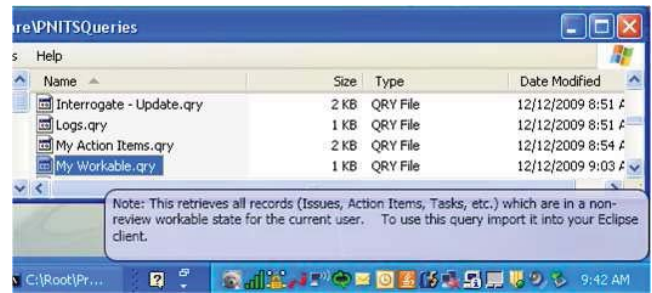 re\PNITSQueries
s Help
Name Size Type Date Modified
Interrogate - Update.qry 2 KB QRY File 12/12/2009 8:51 A
Logs.qry 1 KB QRY File 12/12/2009 8:51 A
My Action Items.qry 2 KB QRY File 12/12/2009 8:54 A
My Workable.qry 1 KB QRY File 12/12/2009 9:03 A
Note: This retrieves all records (Issues, Action Items, Tasks, etc.) which are in a non-
review workable state for the current user. To use this query import it into your Eclipse
client.
C:\Root\Pr... 9:42 AM